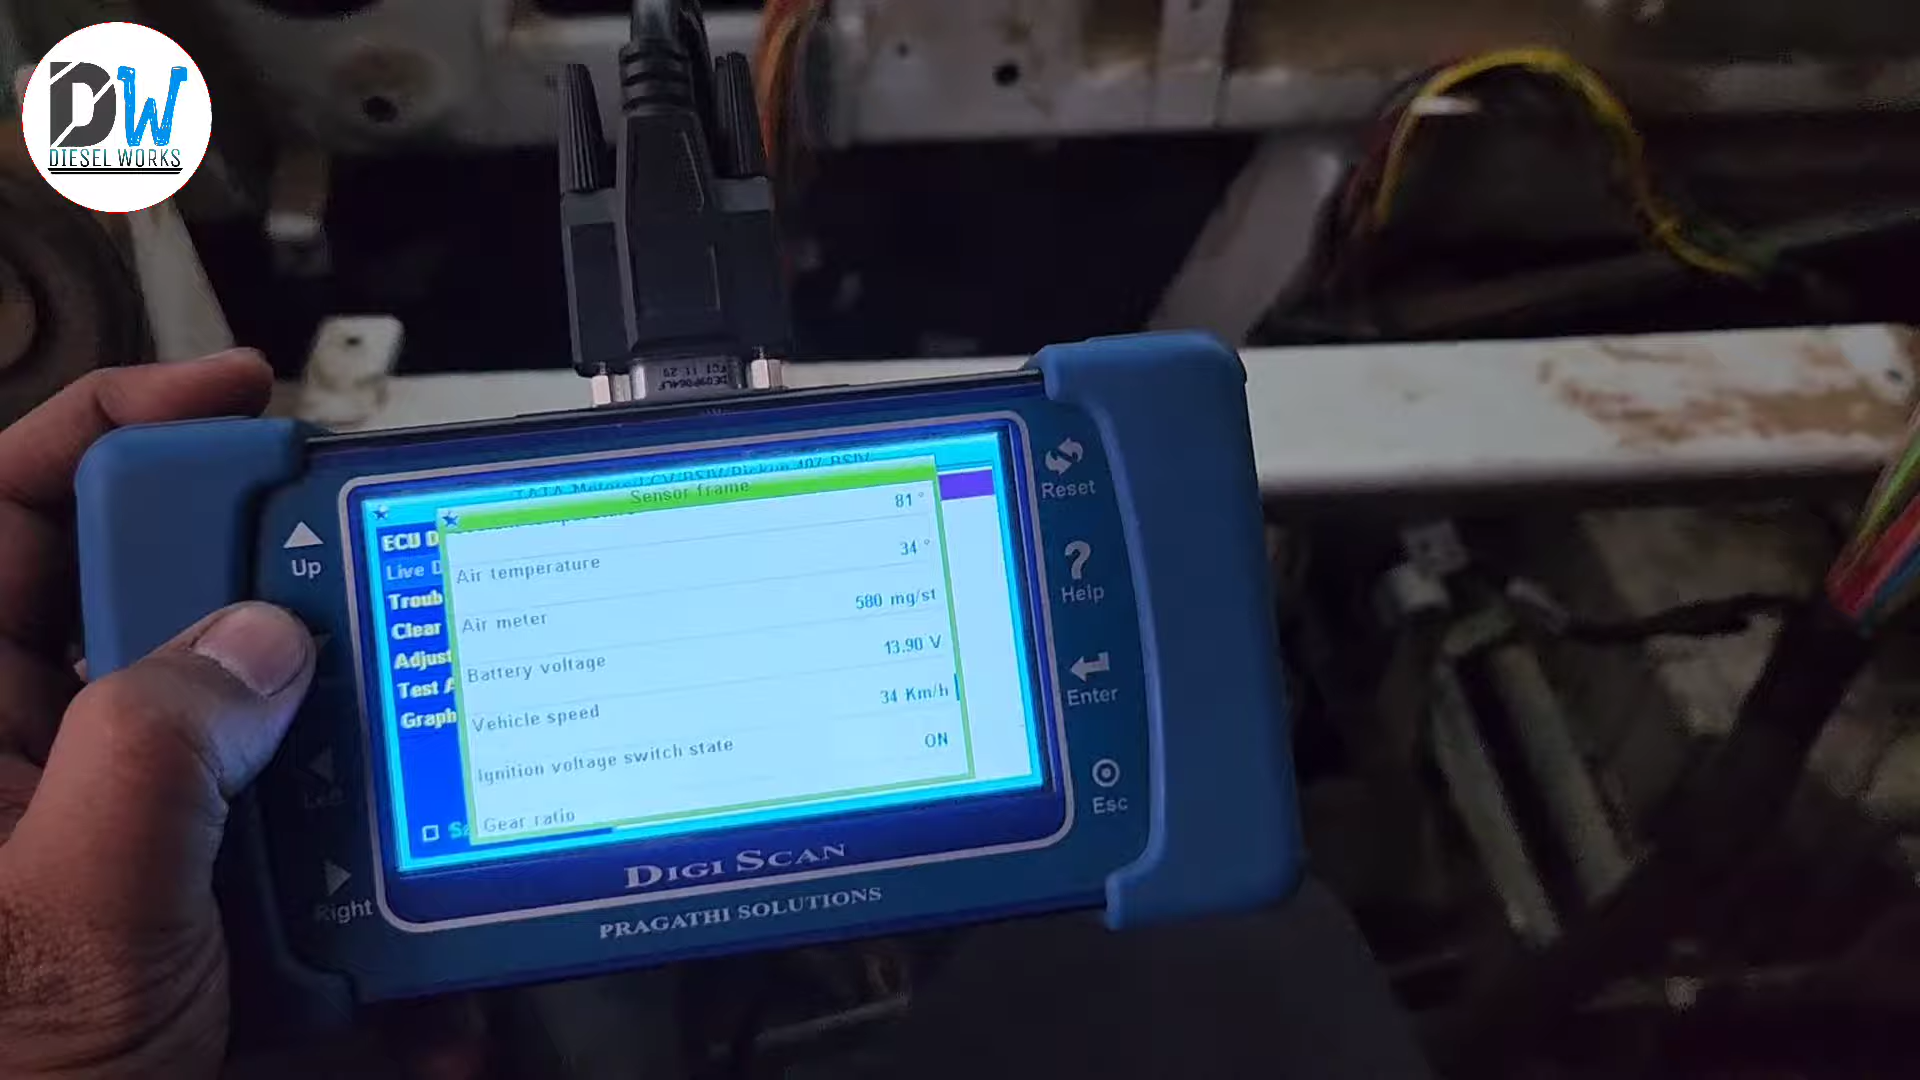 DW
DIESEL WORKS
Sensor frame
81 °
Air temperature 34 °
Air meter 580 mg/st
Battery voltage 13.90 V
Vehicle speed 34 Km/h
Ignition voltage switch state ON
Gear ratio
ECU D
Live D
Troub
Clear
Adjust
Test A
Graph
Up
Right
Reset
Help
Enter
Esc
DIGI SCAN
PRAGATHI SOLUTIONS